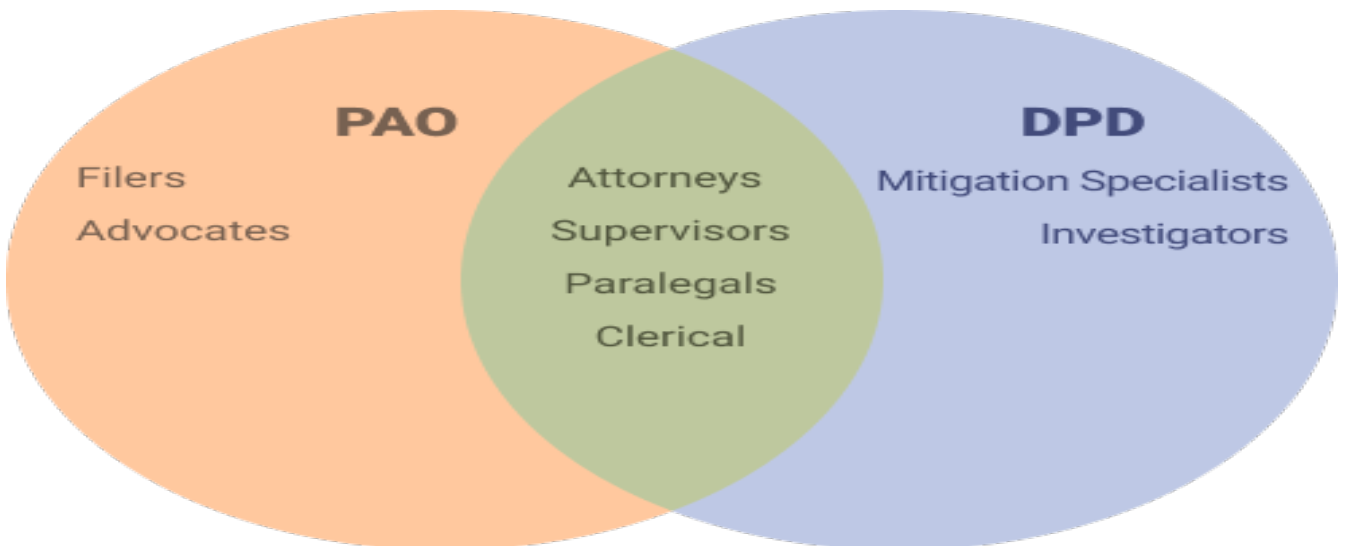 PAO
Filers
Advocates
Attorneys
Supervisors
Paralegals
Clerical
DPD
Mitigation Specialists
Investigators